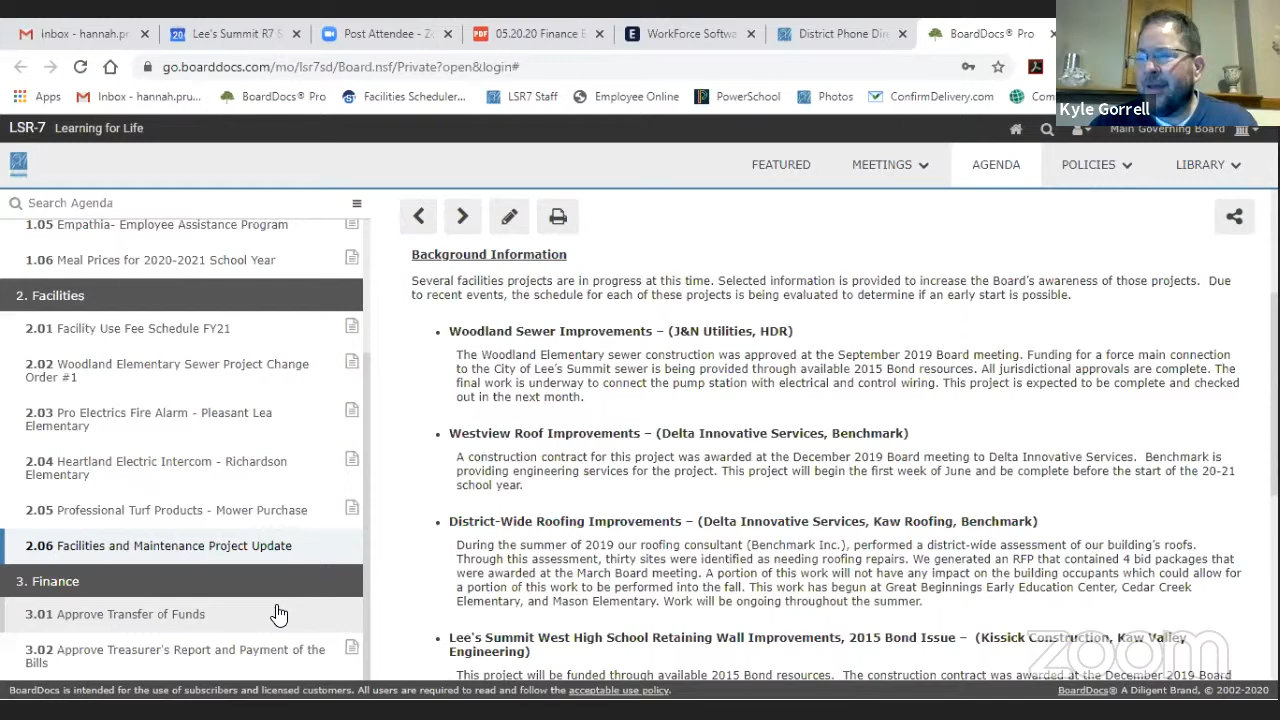 Inbox - hannah.pr
Lee's Summit R7 S
Post Attendee - Z
05.20.20 Finance
WorkForce Softwa
District Phone Dir
BoardDocs® Pro
go.boarddocs.com/mo/lsr7sd/Board.nsf/Private?open&login#
Apps
Inbox - hannah.pru...
BoardDocs® Pro
Facilities Scheduler...
LSR7 Staff
Employee Online
PowerSchool
Photos
ConfirmDelivery.com
Kyle Gorrell
LSR-7 Learning for Life
Main Governing Board
FEATURED
MEETINGS
AGENDA
POLICIES
LIBRARY
Search Agenda
1.05 Empathia- Employee Assistance Program
1.06 Meal Prices for 2020-2021 School Year
2. Facilities
2.01 Facility Use Fee Schedule FY21
2.02 Woodland Elementary Sewer Project Change
Order #1
2.03 Pro Electrics Fire Alarm - Pleasant Lea
Elementary
2.04 Heartland Electric Intercom - Richardson
Elementary
2.05 Professional Turf Products - Mower Purchase
2.06 Facilities and Maintenance Project Update
3. Finance
3.01 Approve Transfer of Funds
3.02 Approve Treasurer's Report and Payment of the
Bills
Background Information
Several facilities projects are in progress at this time. Selected information is provided to increase the Board's awareness of those projects. Due
to recent events, the schedule for each of these projects is being evaluated to determine if an early start is possible.
• Woodland Sewer Improvements – (J&N Utilities, HDR)
The Woodland Elementary sewer construction was approved at the September 2019 Board meeting. Funding for a force main connection
to the City of Lee's Summit sewer is being provided through available 2015 Bond resources. All jurisdictional approvals are complete. The
final work is underway to connect the pump station with electrical and control wiring. This project is expected to be complete and checked
out in the next month.
• Westview Roof Improvements – (Delta Innovative Services, Benchmark)
A construction contract for this project was awarded at the December 2019 Board meeting to Delta Innovative Services. Benchmark is
providing engineering services for the project. This project will begin the first week of June and be complete before the start of the 20-21
school year.
• District-Wide Roofing Improvements – (Delta Innovative Services, Kaw Roofing, Benchmark)
During the summer of 2019 our roofing consultant (Benchmark Inc.), performed a district-wide assessment of our building's roofs.
Through this assessment, thirty sites were identified as needing roofing repairs. We generated an RFP that contained 4 bid packages that
were awarded at the March Board meeting. A portion of this work will not have any impact on the building occupants which could allow for
a portion of this work to be performed into the fall. This work has begun at Great Beginnings Early Education Center, Cedar Creek
Elementary, and Mason Elementary. Work will be ongoing throughout the summer.
• Lee's Summit West High School Retaining Wall Improvements, 2015 Bond Issue – (Kissick Construction, Kaw Valley
Engineering)
This project will be funded through available 2015 Bond resources. The construction contract was awarded at the December 2019 Board
zoom
BoardDocs is intended for the use of subscribers and licensed customers. All users are required to read and follow the acceptable use policy.
BoardDocs® A Diligent Brand, © 2002-2020